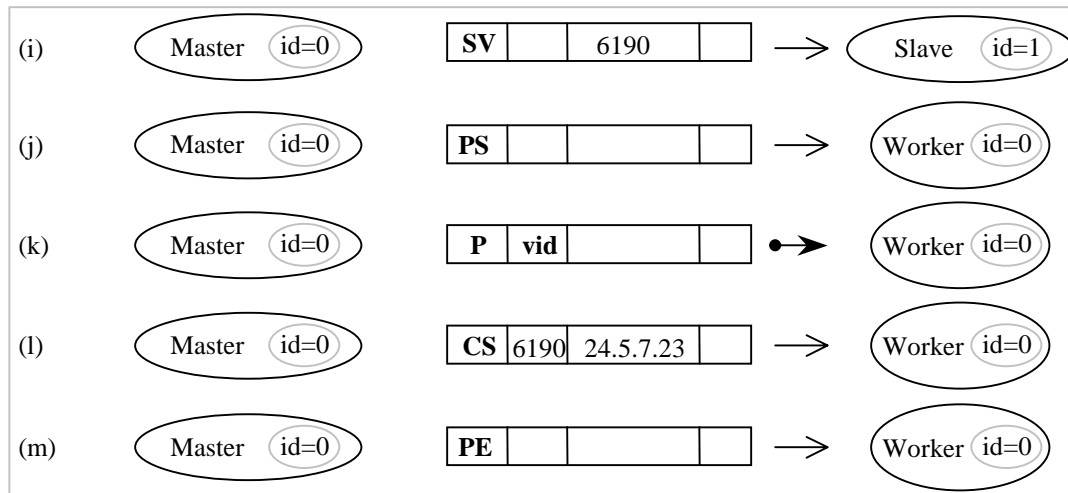 (i) Master id=0 SV 6190 Slave id=1
(j) Master id=0 PS Worker id=0
(k) Master id=0 P vid Worker id=0
(l) Master id=0 CS 6190 24.5.7.23 Worker id=0
(m) Master id=0 PE Worker id=0